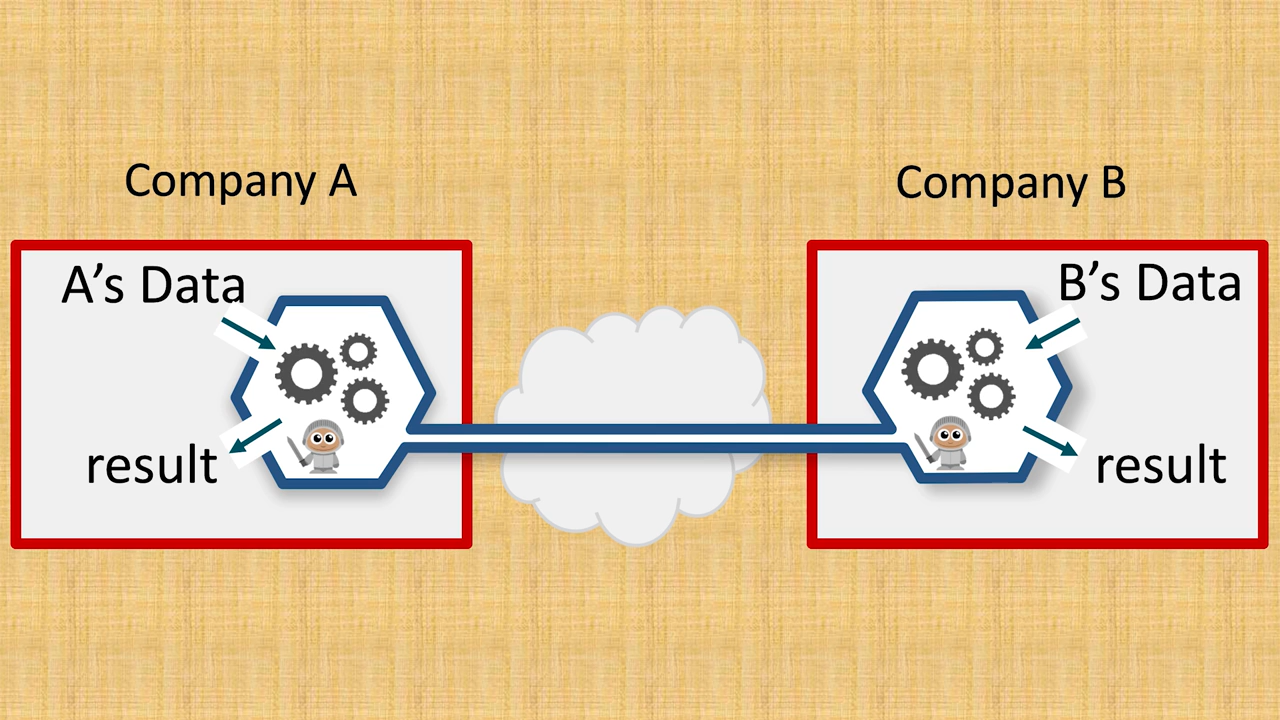 Company A
Company B
A’s Data
B’s Data
result
result